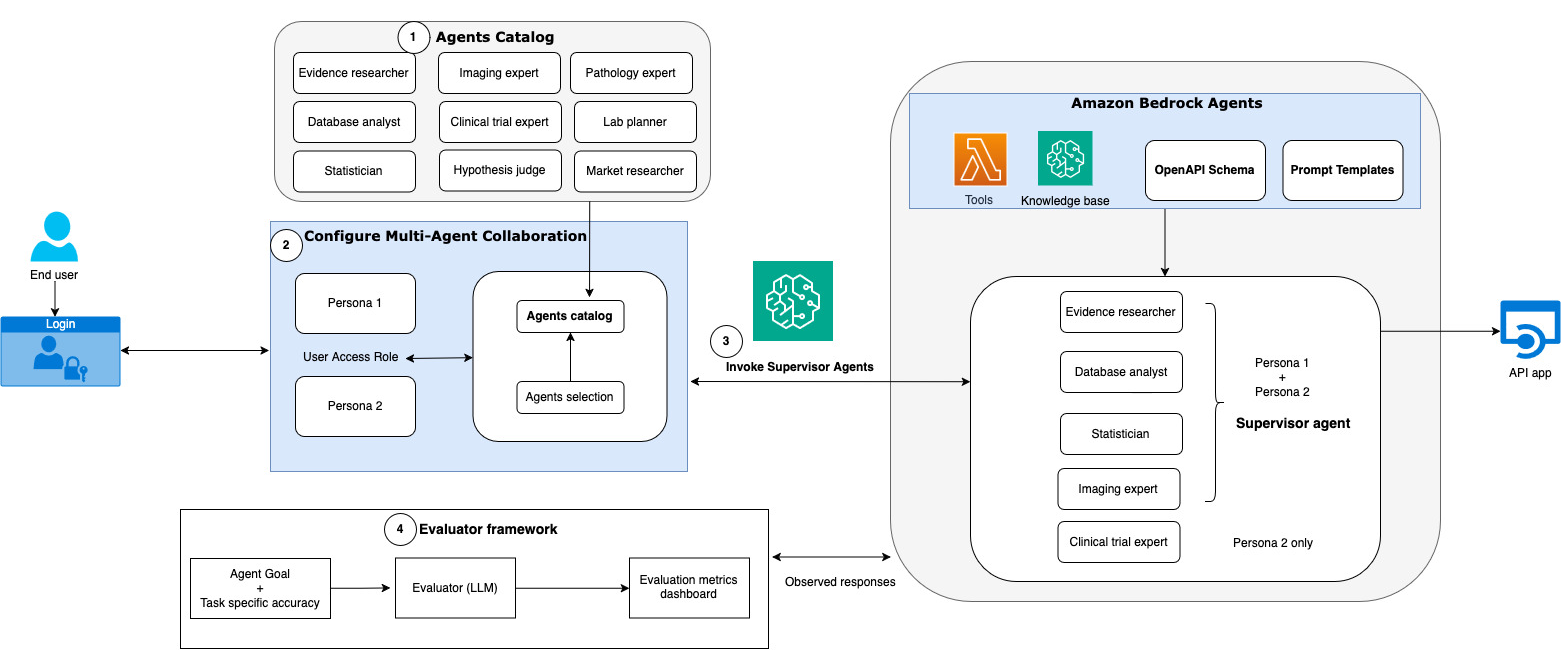 1
Agents Catalog
Evidence researcher
Imaging expert
Pathology expert
Database analyst
Clinical trial expert
Lab planner
Statistician
Hypothesis judge
Market researcher
End user
Login
2
Configure Multi-Agent Collaboration
Persona 1
User Access Role
Persona 2
Agents catalog
Agents selection
3
Invoke Supervisor Agents
Amazon Bedrock Agents
Tools
Knowledge base
OpenAPI Schema
Prompt Templates
Evidence researcher
Database analyst
Statistician
Imaging expert
Clinical trial expert
Persona 1
+
Persona 2
Supervisor agent
Persona 2 only
API app
4
Evaluator framework
Agent Goal
+
Task specific accuracy
Evaluator (LLM)
Evaluation metrics
dashboard
Observed responses